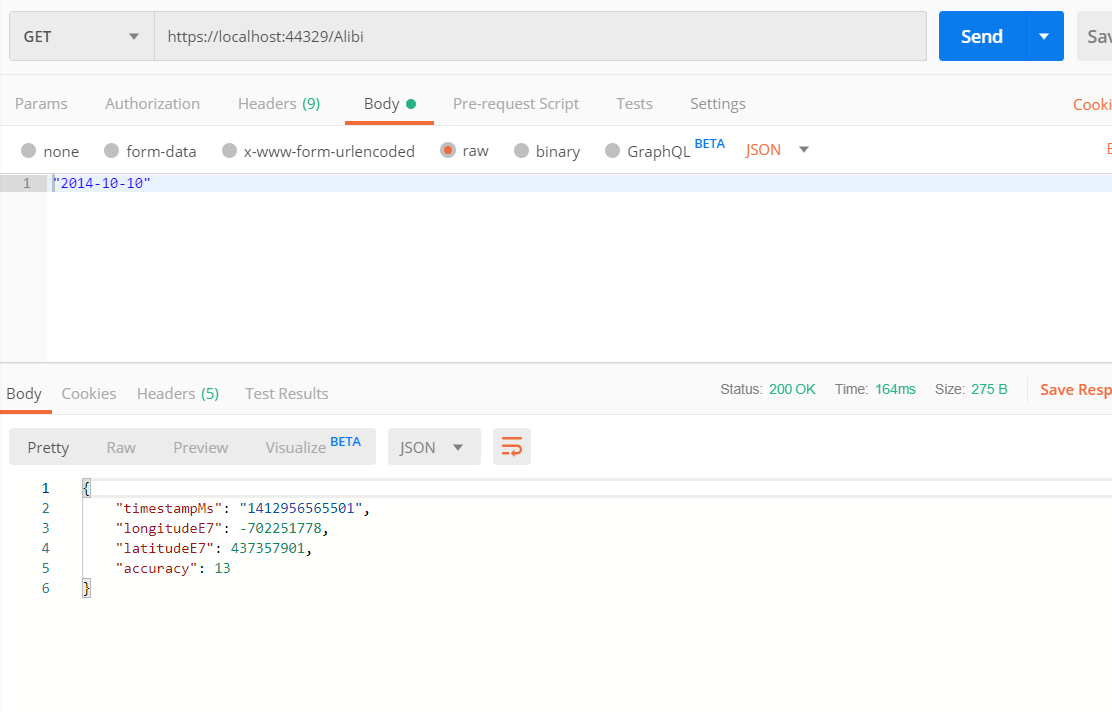 GET https://localhost:44329/Alibi Send Sav
Params Authorization Headers (9) Body Pre-request Script Tests Settings Cooki
none form-data x-www-form-urlencoded raw binary GraphQL BETA JSON E
1 "2014-10-10"
Body Cookies Headers (5) Test Results Status: 200 OK Time: 164ms Size: 275 B Save Resp
Pretty Raw Preview Visualize BETA JSON
1 {
2 "timestampMs": "1412956565501",
3 "longitudeE7": -702251778,
4 "latitudeE7": 437357901,
5 "accuracy": 13
6 }